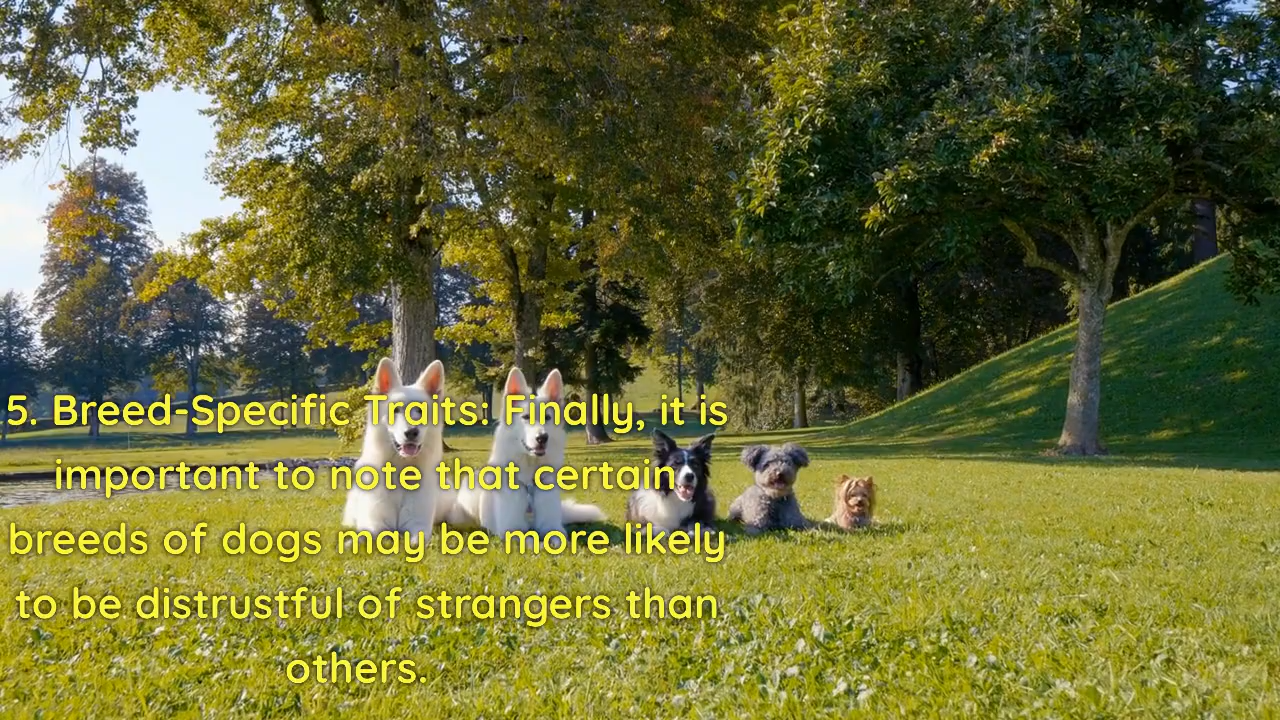 5. Breed-Specific Traits: Finally, it is
important to note that certain
breeds of dogs may be more likely
to be distrustful of strangers than
others.